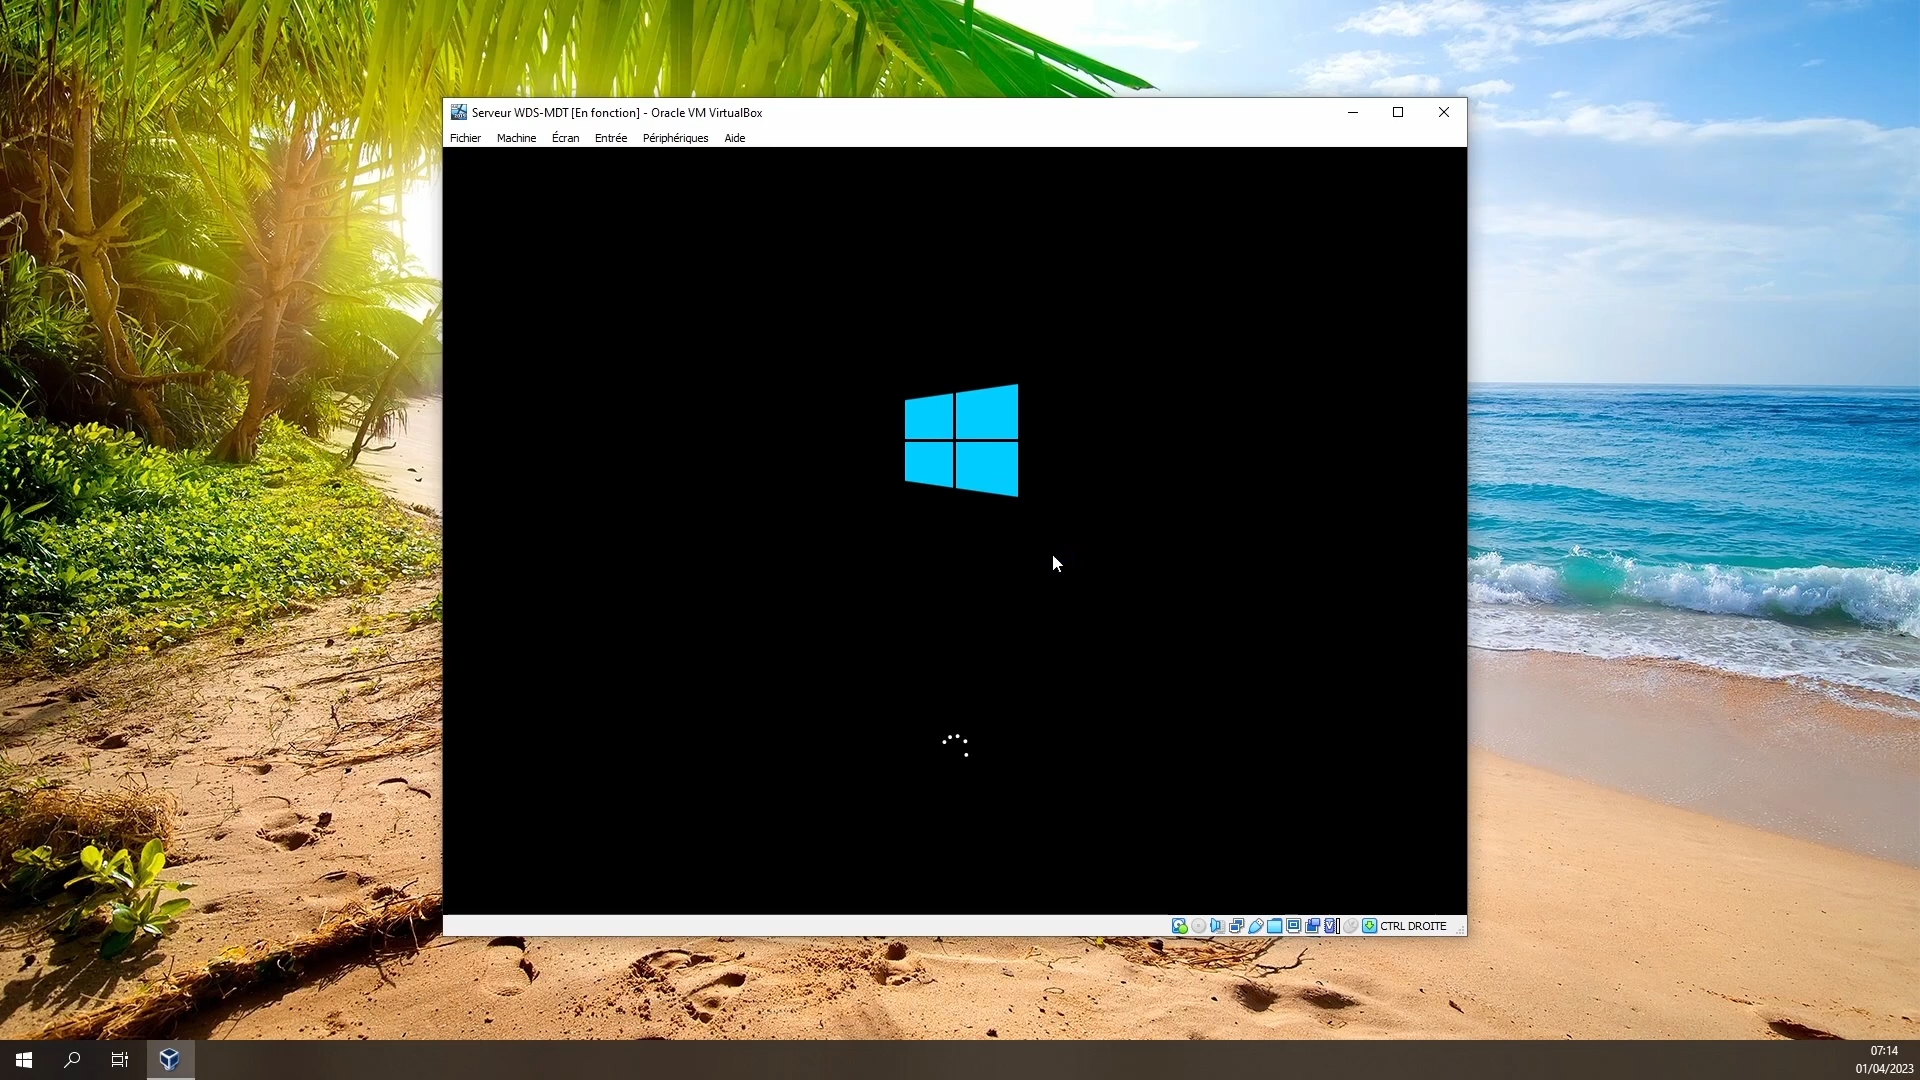 Serveur WDS-MDT [En fonction] - Oracle VM VirtualBox
Fichier Machine Écran Entrée Périphériques Aide
CTRL DROITE
07:14
01/04/2023